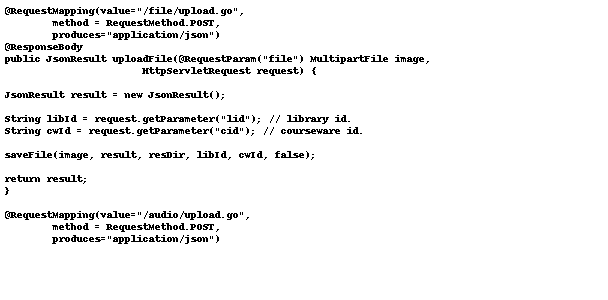 @RequestMapping(value="/file/upload.go",
method = RequestMethod.POST,
produces="application/json")
@ResponseBody
public JsonResult uploadFile(@RequestParam("file") MultipartFile image,
HttpServletRequest request) {
JsonResult result = new JsonResult();
String libId = request.getParameter("lid"); // library id.
String cwId = request.getParameter("cid"); // courseware id.
saveFile(image, result, resDir, libId, cwId, false);
return result;
}
@RequestMapping(value="/audio/upload.go",
method = RequestMethod.POST,
produces="application/json")